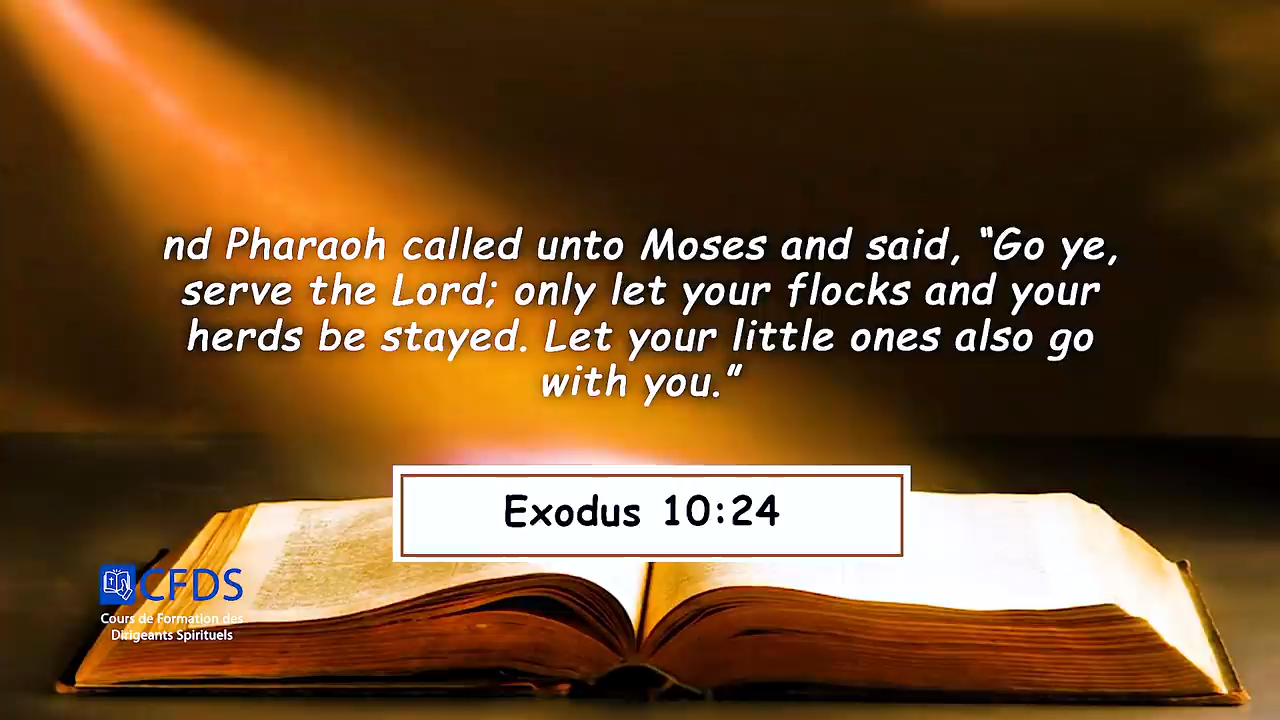 nd Pharaoh called unto Moses and said, “Go ye,
serve the Lord; only let your flocks and your
herds be stayed. Let your little ones also go
with you.”
Exodus 10:24
CFDS
Cours de Formation des
Dirigeants Spirituels